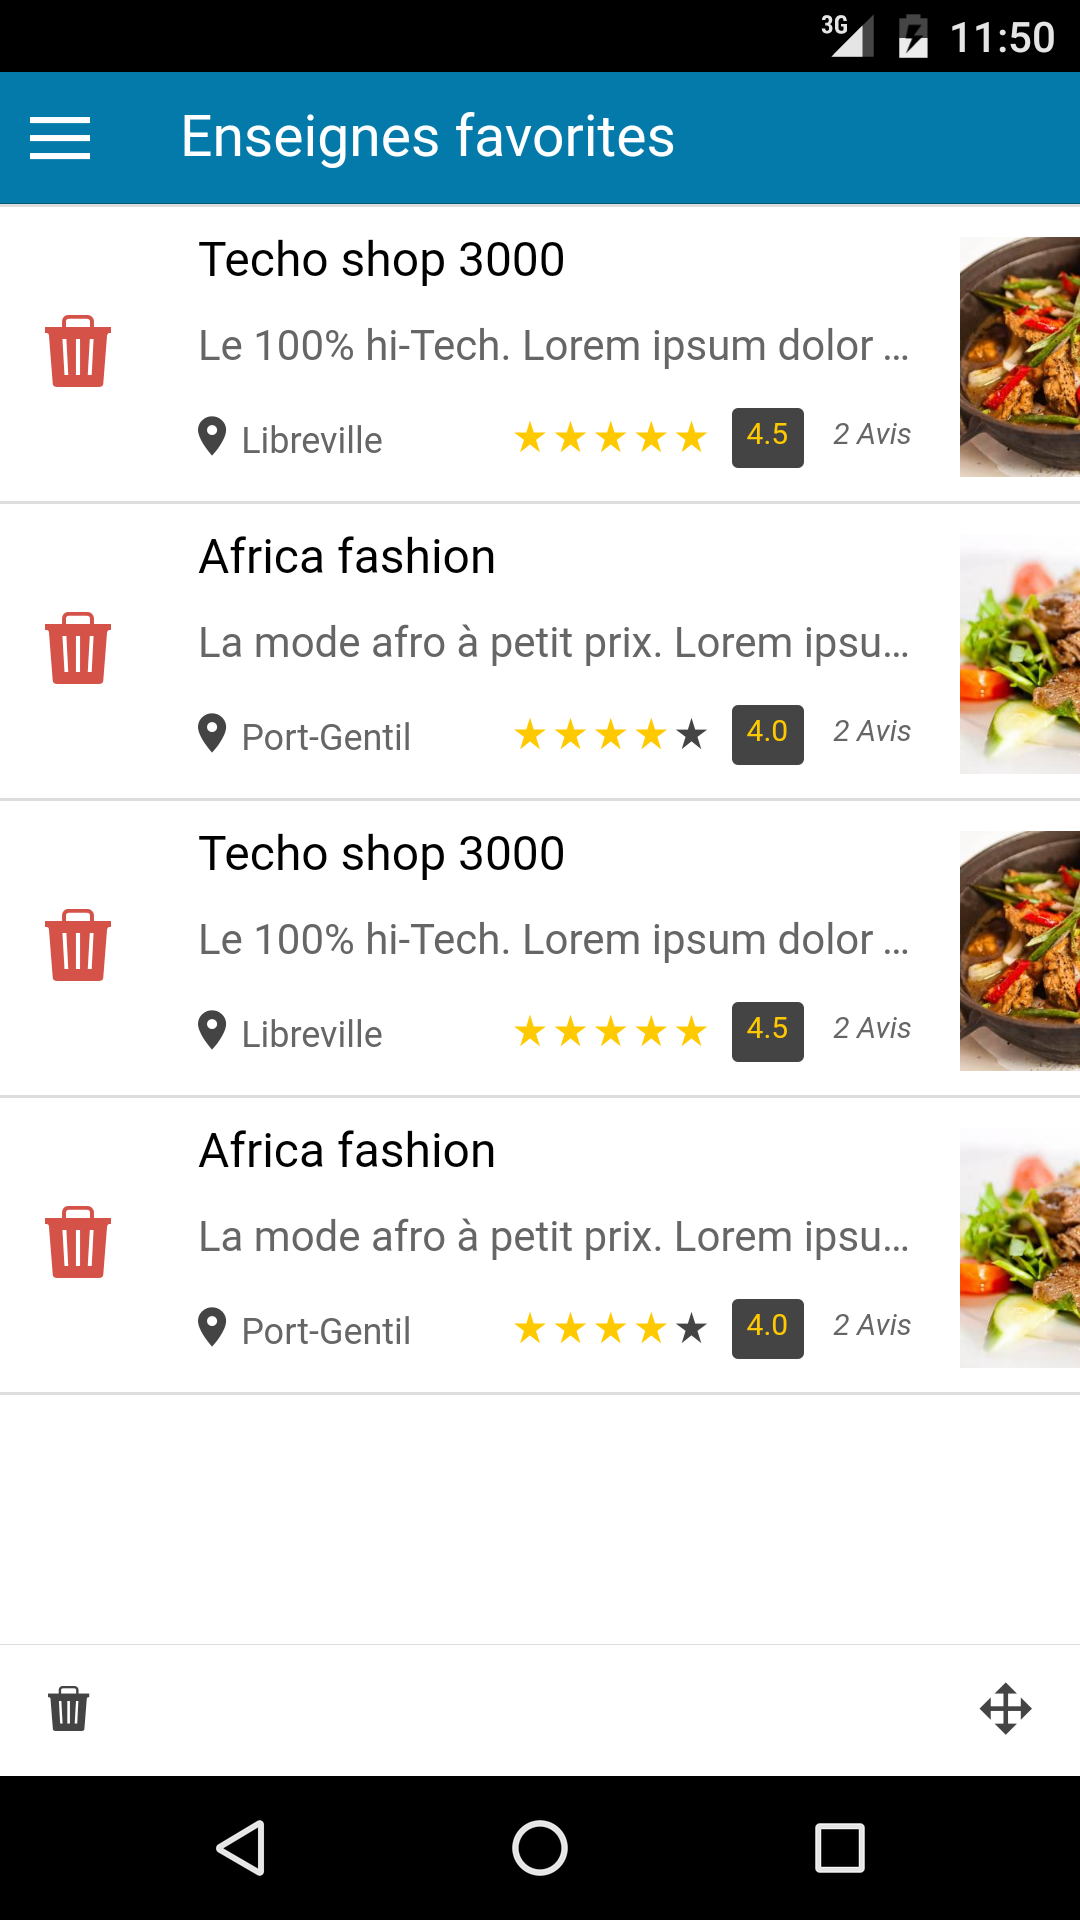 3G 11:50
Enseignes favorites
Techo shop 3000
Le 100% hi-Tech. Lorem ipsum dolor ...
Libreville 4.5 2 Avis
Africa fashion
La mode afro à petit prix. Lorem ipsu...
Port-Gentil 4.0 2 Avis
Techo shop 3000
Le 100% hi-Tech. Lorem ipsum dolor ...
Libreville 4.5 2 Avis
Africa fashion
La mode afro à petit prix. Lorem ipsu...
Port-Gentil 4.0 2 Avis